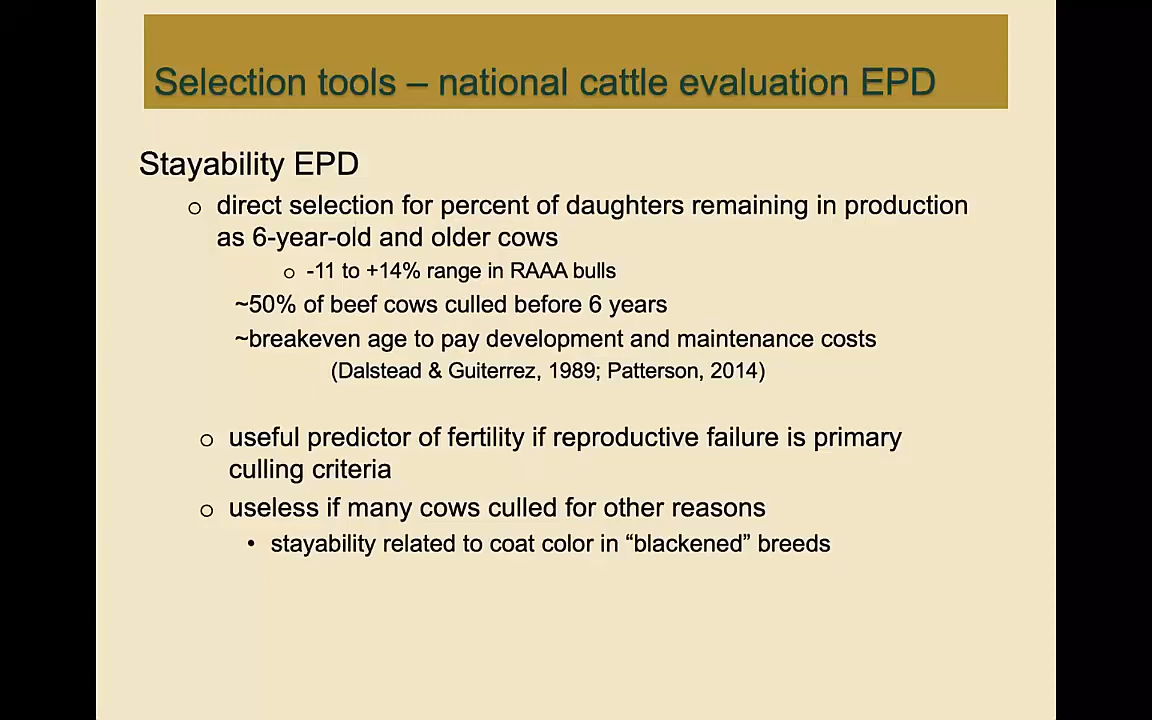 Selection tools – national cattle evaluation EPD
Stayability EPD
o direct selection for percent of daughters remaining in production
as 6-year-old and older cows
o -11 to +14% range in RAAA bulls
~50% of beef cows culled before 6 years
~breakeven age to pay development and maintenance costs
(Dalstead & Guiterrez, 1989; Patterson, 2014)
o useful predictor of fertility if reproductive failure is primary
culling criteria
o useless if many cows culled for other reasons
• stayability related to coat color in “blackened” breeds